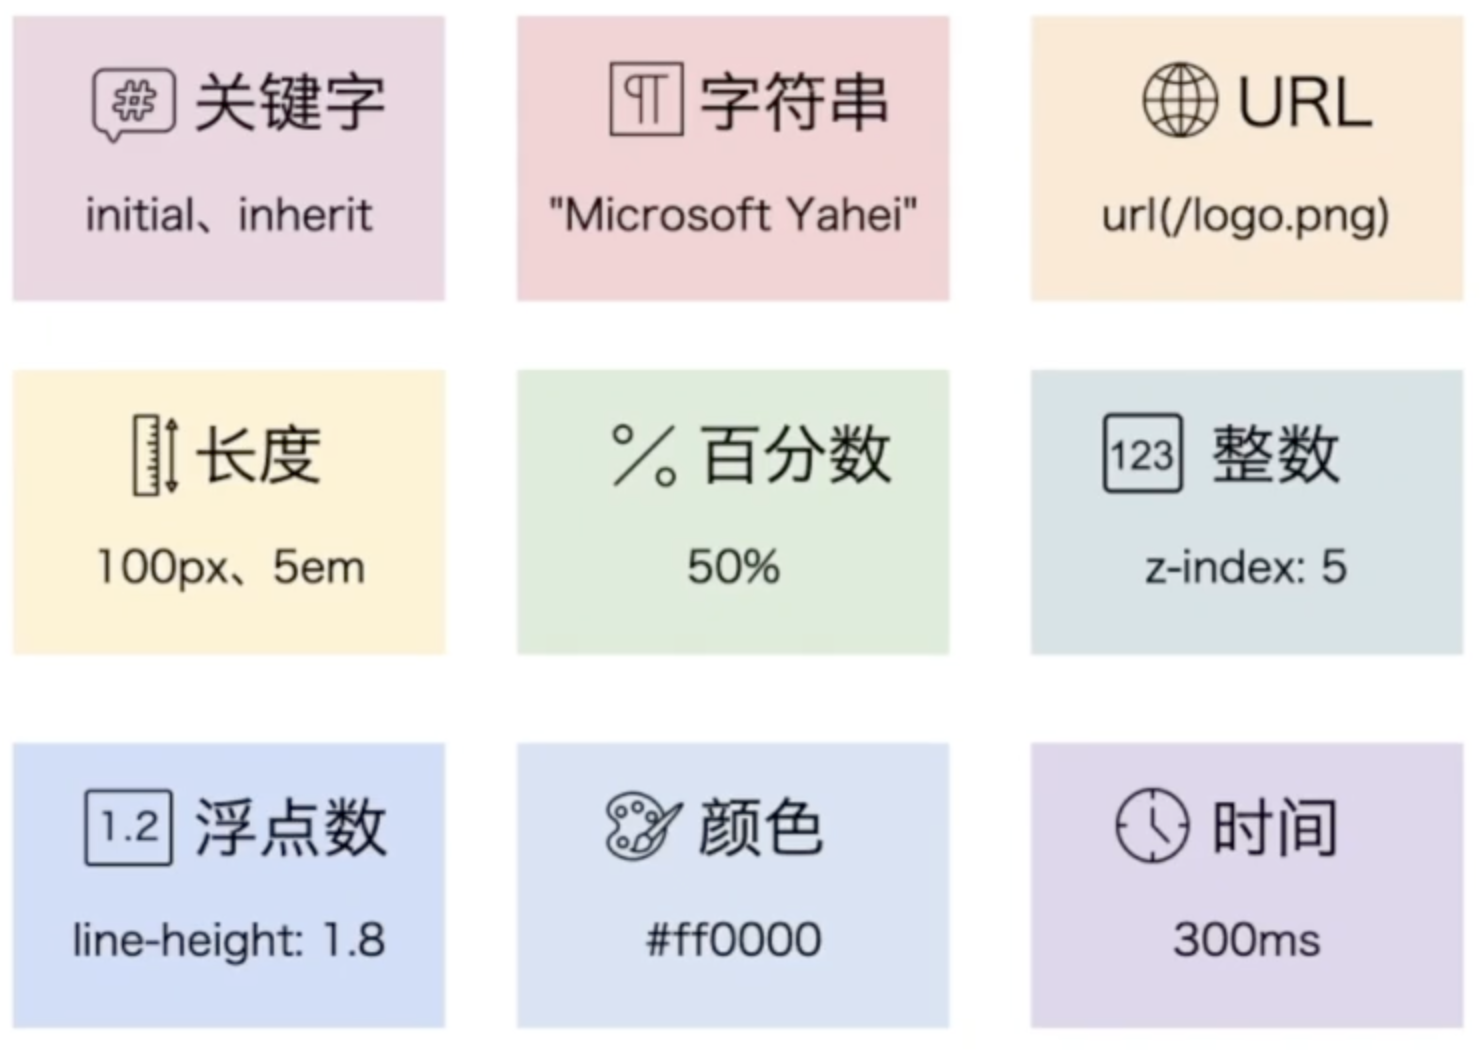 # 关键字
initial、inherit
字符串
"Microsoft Yahei"
URL
url(/logo.png)
长度
100px、5em
% 百分数
50%
123 整数
z-index: 5
1.2 浮点数
line-height: 1.8
颜色
#ff0000
时间
300ms